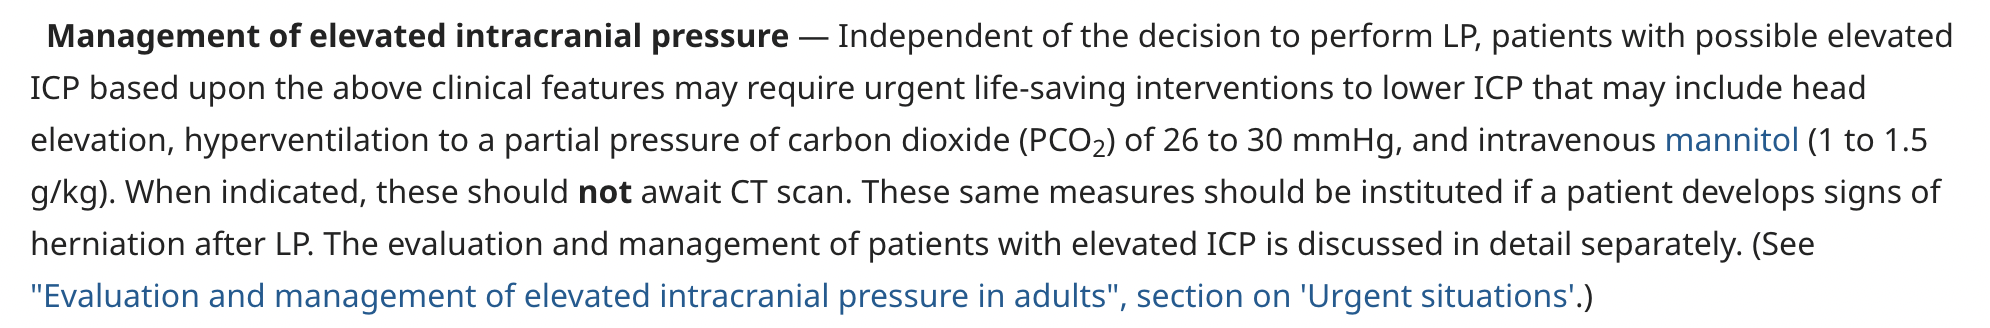 Management of elevated intracranial pressure — Independent of the decision to perform LP, patients with possible elevated
ICP based upon the above clinical features may require urgent life-saving interventions to lower ICP that may include head
elevation, hyperventilation to a partial pressure of carbon dioxide (PCO₂) of 26 to 30 mmHg, and intravenous mannitol (1 to 1.5
g/kg). When indicated, these should not await CT scan. These same measures should be instituted if a patient develops signs of
herniation after LP. The evaluation and management of patients with elevated ICP is discussed in detail separately. (See
"Evaluation and management of elevated intracranial pressure in adults", section on 'Urgent situations'.)